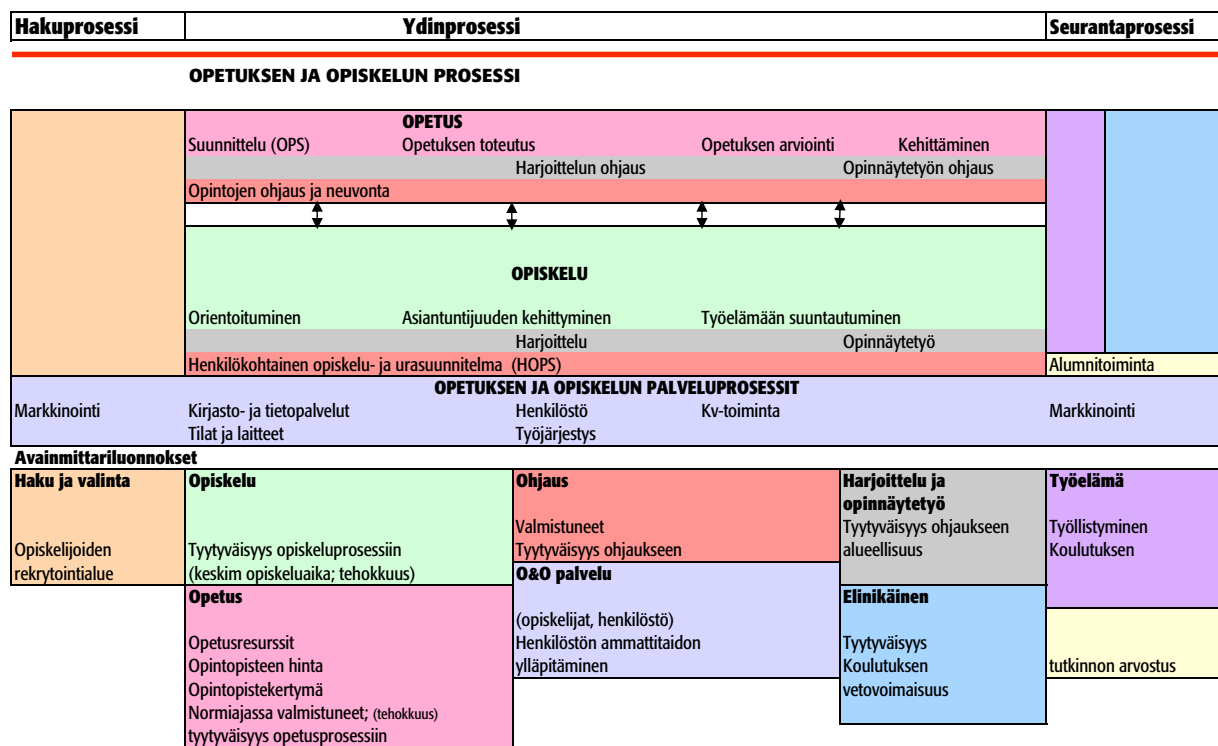 Hakuprosessi Ydinprosessi Seurantaprosessi
OPETUKSEN JA OPISKELUN PROSESSI
OPETUS
Suunnittelu (OPS) Opetuksen toteutus Opetuksen arviointi Kehittäminen
Harjoittelun ohjaus Opinnäytetyön ohjaus
Opintojen ohjaus ja neuvonta
OPISKELU
Orientoituminen Asiantuntijuuden kehittyminen Työelämään suuntautuminen
Harjoittelu Opinnäytetyö
Henkilökohtainen opiskelu- ja urasuunnitelma (HOPS) Alumnitoiminta
OPETUKSEN JA OPISKELUN PALVELUPROSESSIT
Markkinointi Kirjasto- ja tietopalvelut Henkilöstö Kv-toiminta Markkinointi
Tilat ja laitteet Työjärjestys
Avainmittariluonnokset
Haku ja valinta
Opiskelijoiden
rekrytointialue
Opiskelu
Tyytyväisyys opiskeluprosessiin
(keskim opiskeluaika; tehokkuus)
Opetus
Opetusresurssit
Opintopisteen hinta
Opintopistekertymä
Normiajassa valmistuneet; (tehokkuus)
tyytyväisyys opetusprosessiin
Ohjaus
Valmistuneet
Tyytyväisyys ohjaukseen
O&O palvelu
(opiskelijat, henkilöstö)
Henkilöstön ammattitaidon
ylläpitäminen
Harjoittelu ja
opinnäytetyö
Tyytyväisyys ohjaukseen
alueellisuus
Elinikäinen
Tyytyväisyys
Koulutuksen
vetovoimaisuus
Työelämä
Työllistyminen
Koulutuksen
tutkinnon arvostus